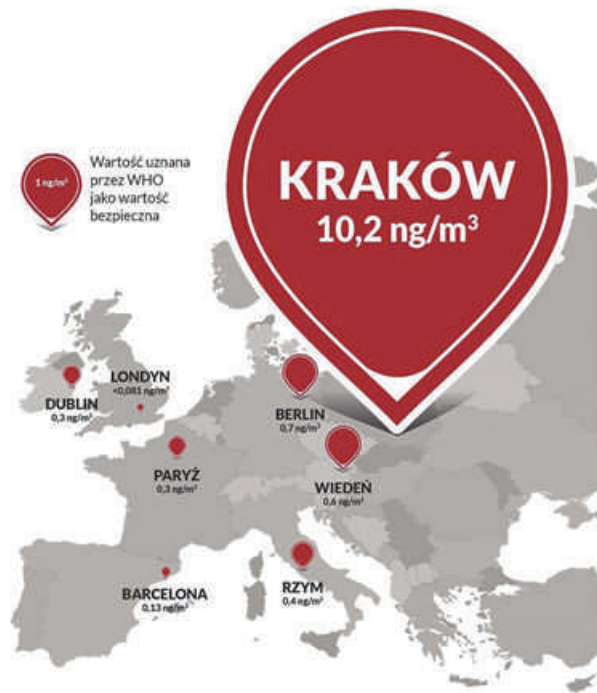 KRAKÓW
10,2 ng/m³
1 ng/m³
Wartość uznana
przez WHO
jako wartość
bezpieczna
LONDYN
<0,081 ng/m³
DUBLIN
0,3 ng/m³
BERLIN
0,7 ng/m³
PARYŻ
0,3 ng/m³
WIEDEŃ
0,6 ng/m³
BARCELONA
0,13 ng/m³
RZYM
0,4 ng/m³